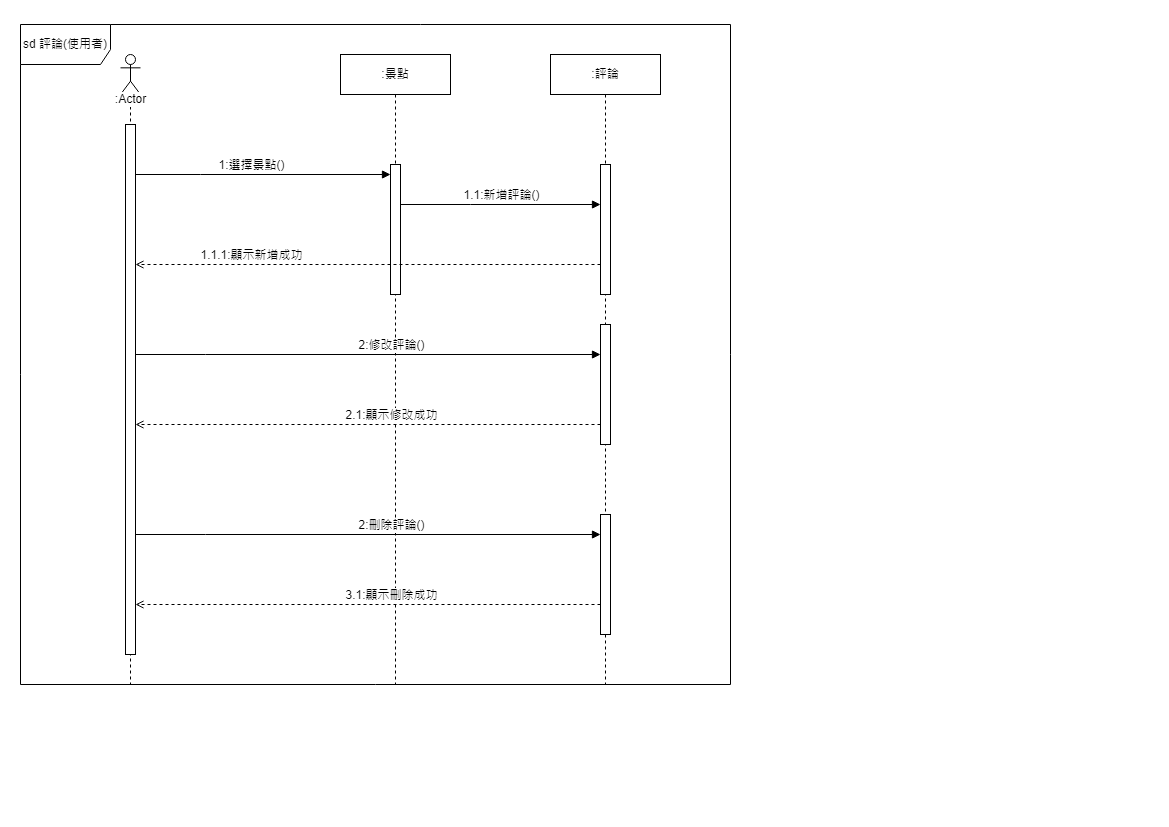 sd 評論(使用者)
:Actor
:景點
:評論
1:選擇景點()
1.1:新增評論()
1.1.1:顯示新增成功
2:修改評論()
2.1:顯示修改成功
2:刪除評論()
3.1:顯示刪除成功